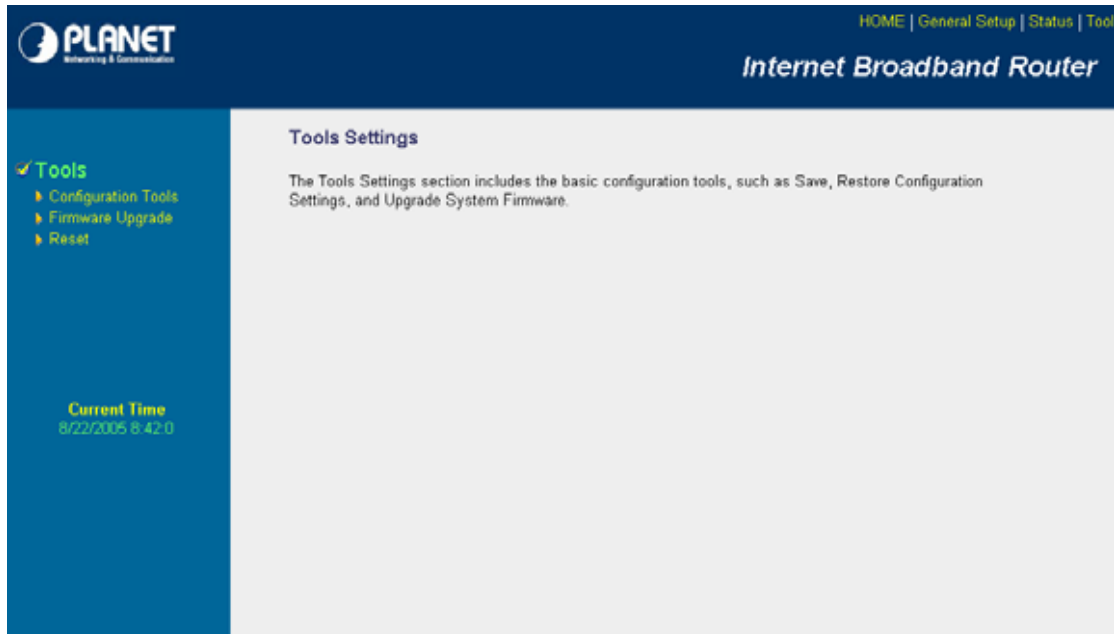 PLANET
Networking & Communication
HOME | General Setup | Status | Tool
Internet Broadband Router
Tools
Configuration Tools
Firmware Upgrade
Reset
Current Time
8/22/2005 8:42:0
Tools Settings
The Tools Settings section includes the basic configuration tools, such as Save, Restore Configuration
Settings, and Upgrade System Firmware.